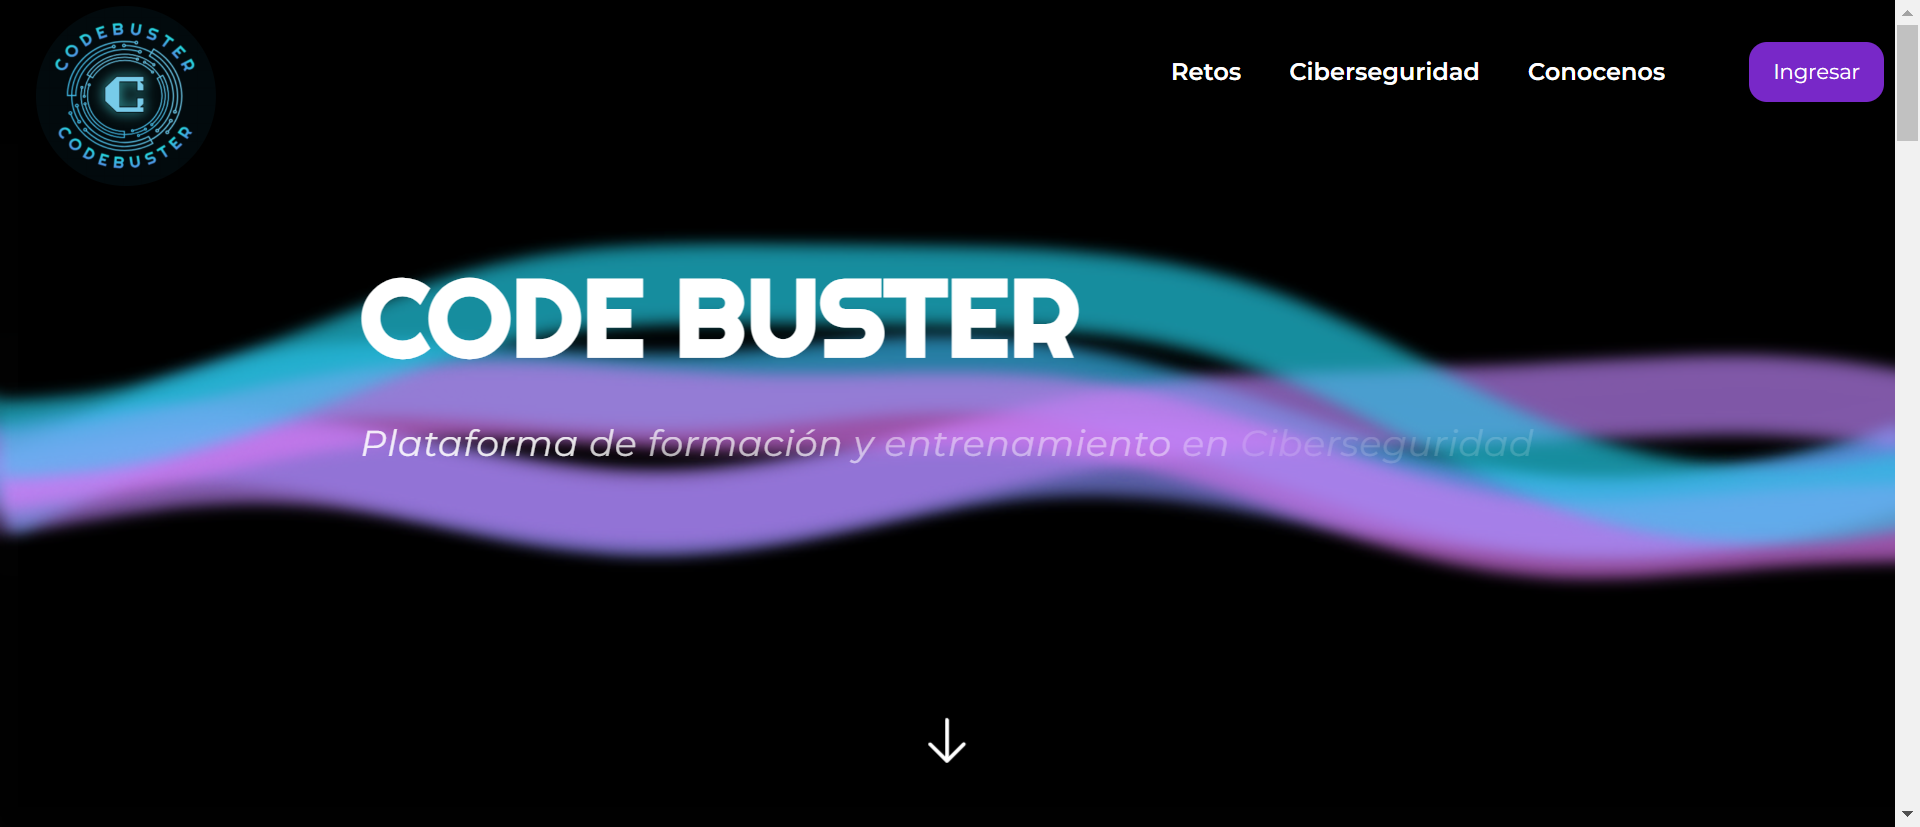 CODEBUSTER
CODEBUSTER
Retos
Ciberseguridad
Conocenos
Ingresar
CODE BUSTER
Plataforma de formación y entrenamiento en Ciberseguridad